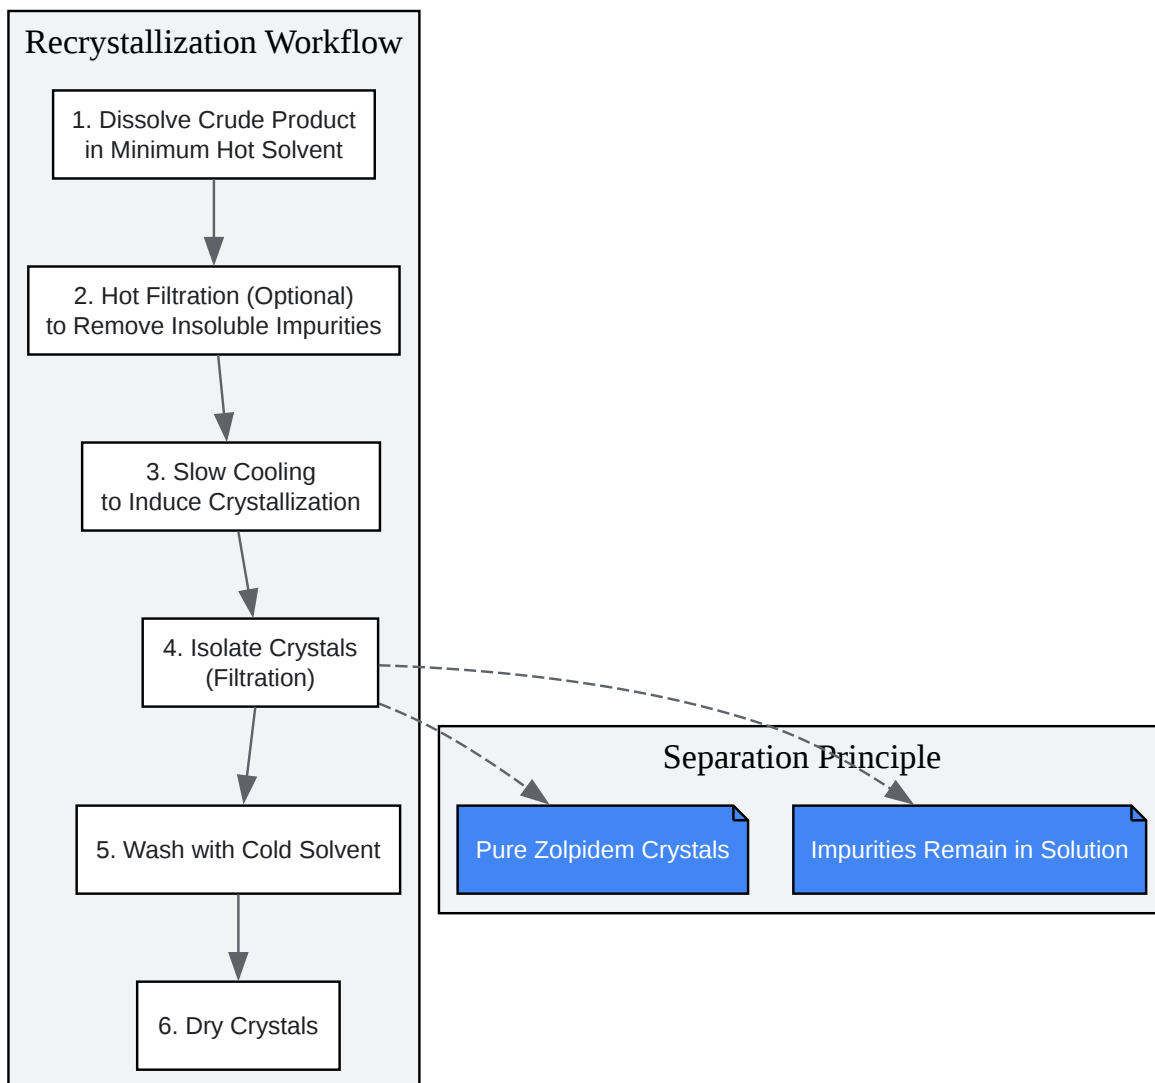 Recrystallization Workflow
1. Dissolve Crude Product
in Minimum Hot Solvent
2. Hot Filtration (Optional)
to Remove Insoluble Impurities
3. Slow Cooling
to Induce Crystallization
4. Isolate Crystals
(Filtration)
5. Wash with Cold Solvent
6. Dry Crystals
Separation Principle
Pure Zolpidem Crystals
Impurities Remain in Solution